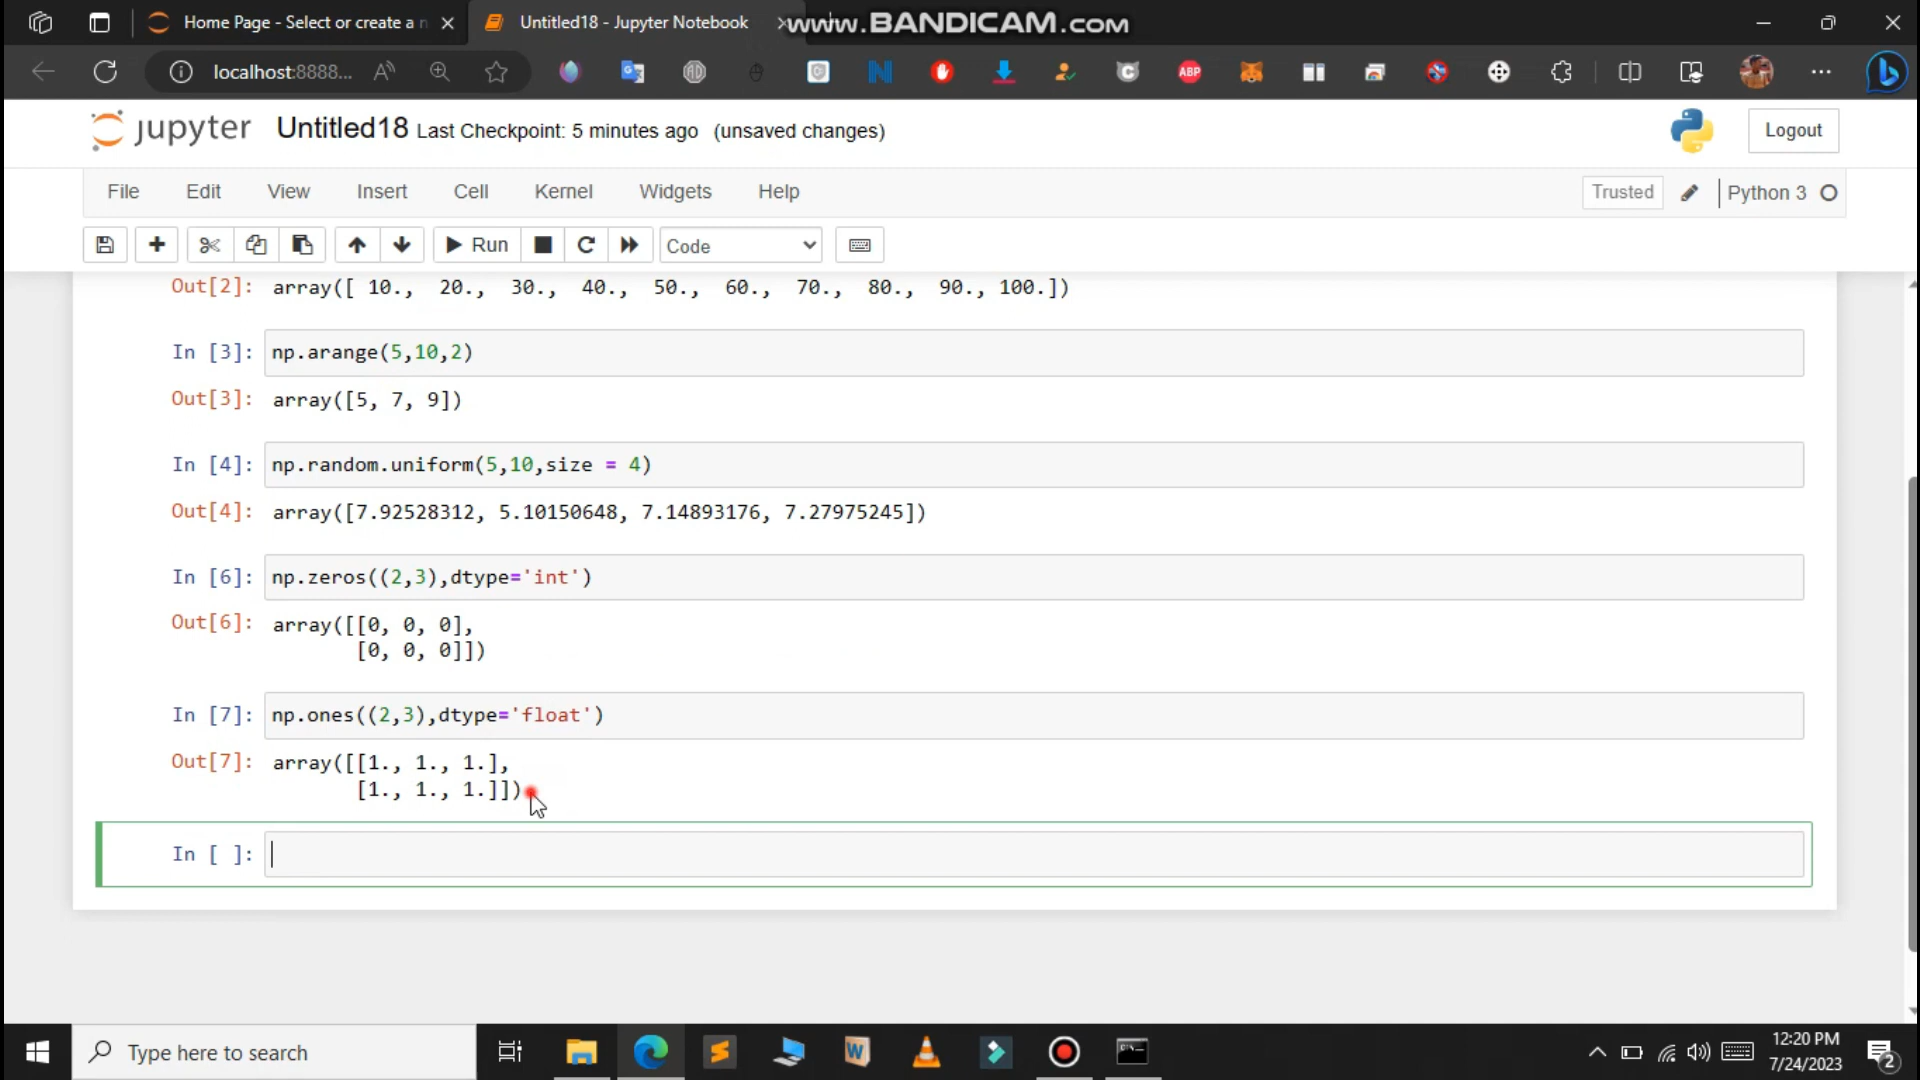 Home Page - Select or create a n
Untitled18 - Jupyter Notebook
www.BANDICAM.com
localhost:8888...
ABP
jupyter Untitled18 Last Checkpoint: 5 minutes ago (unsaved changes)
Logout
File Edit View Insert Cell Kernel Widgets Help
Trusted
Python 3
Run
Code
Out[2]: array([ 10., 20., 30., 40., 50., 60., 70., 80., 90., 100.])
In [3]: np.arange(5,10,2)
Out[3]: array([5, 7, 9])
In [4]: np.random.uniform(5,10,size = 4)
Out[4]: array([7.92528312, 5.10150648, 7.14893176, 7.27975245])
In [6]: np.zeros((2,3),dtype='int')
Out[6]: array([[0, 0, 0],
[0, 0, 0]])
In [7]: np.ones((2,3),dtype='float')
Out[7]: array([[1., 1., 1.],
[1., 1., 1.]])
In [ ]:
Type here to search
12:20 PM
7/24/2023
2